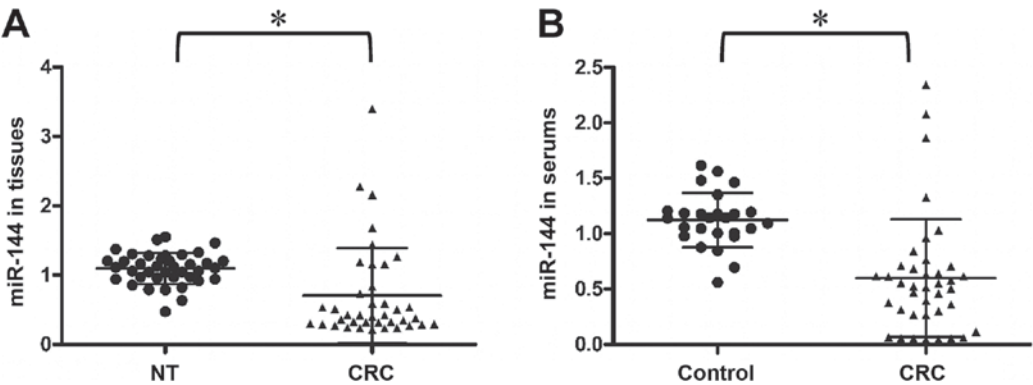 A
*
miR-144 in tissues
4
3
2
1
0
NT
CRC
B
*
miR-144 in serums
2.5
2.0
1.5
1.0
0.5
0.0
Control
CRC